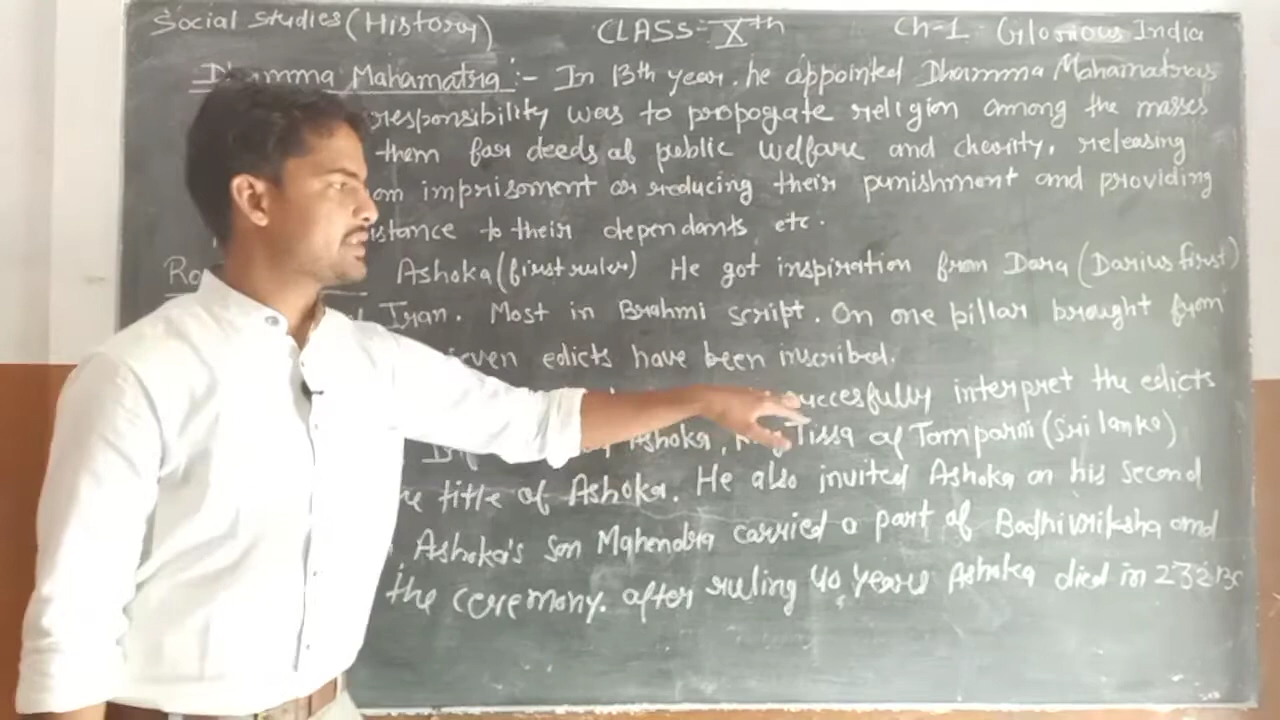 Social Studies (History) CLASS-Xth Ch-1 Glorious India
Dhamma Mahamatra :- In 13th year, he appointed Dhamma Mahamatras
responsibility was to propogate religion among the masses
them for deeds of public welfare and charity, releasing
imprisonment or reducing their punishment and providing
to their dependants etc.
Ashoka (first ruler) He got inspiration from Dara (Darius first)
Iran. Most in Brahmi script. On one pillar brought from
edicts have been inscribed.
succesfully interpret the edicts
Ashoka, Tissa of Tamparni (Sri lanka)
title of Ashoka. He also invited Ashoka on his second
Ashoka's son Mahendra carried a part of Bodhivriksha and
the ceremony. after ruling 40 years Ashoka died in 232 BC